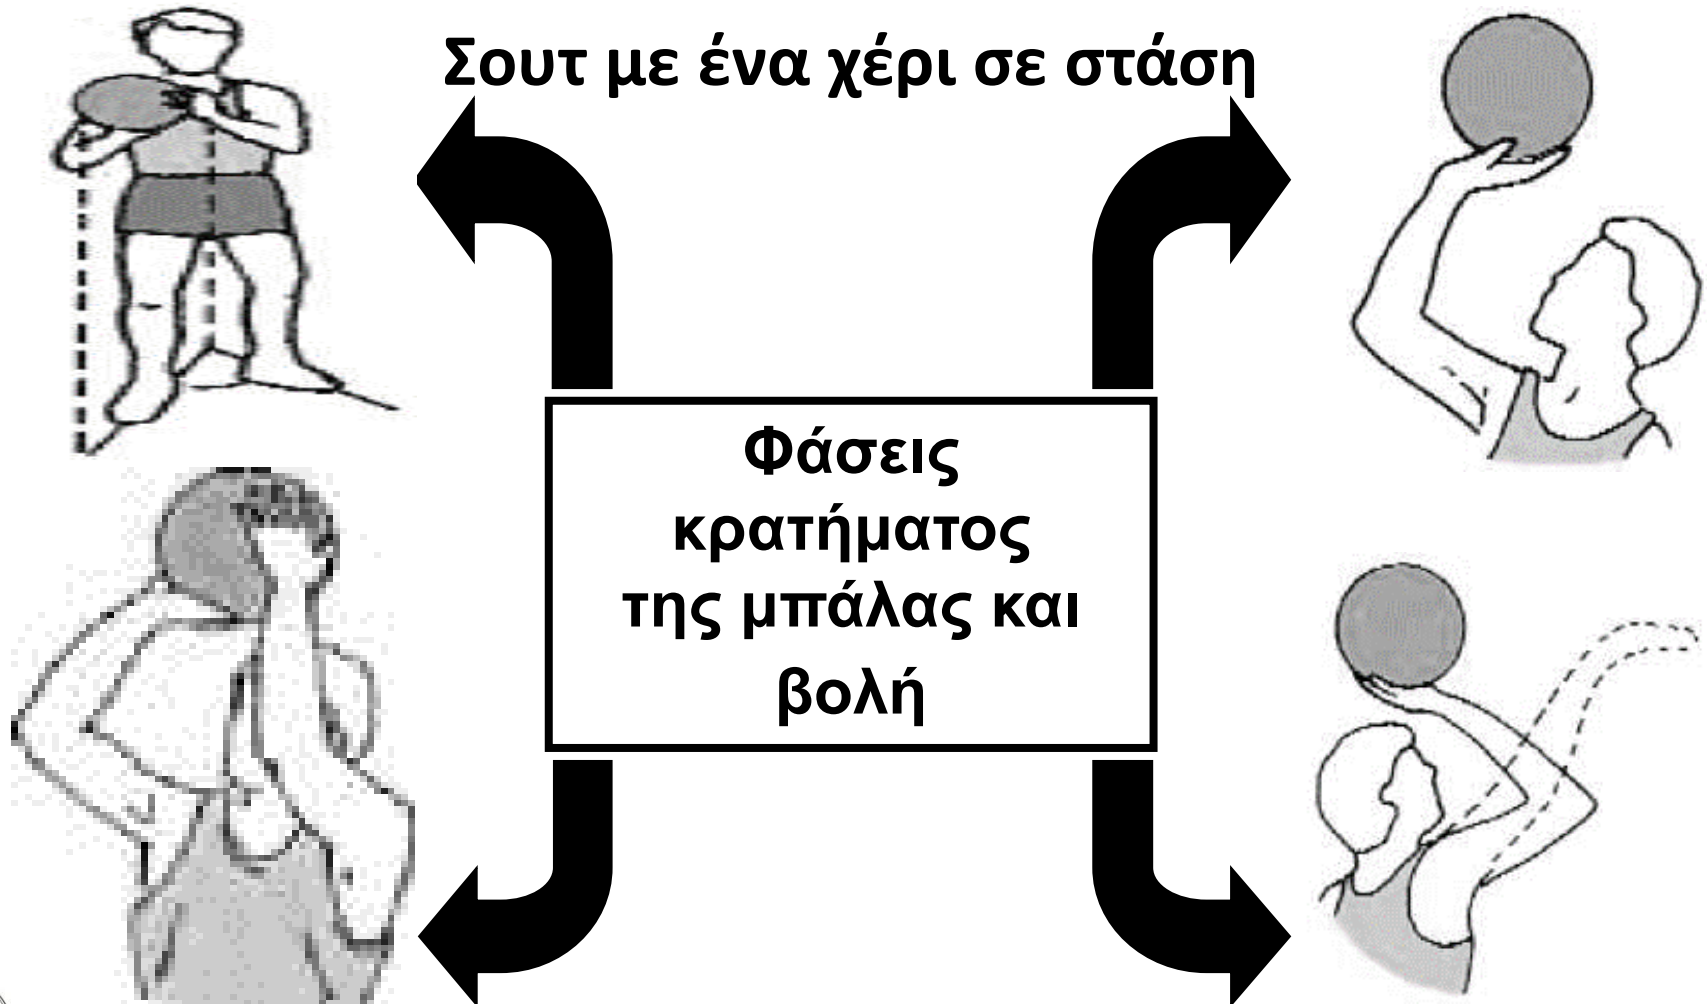 Σουτ με ένα χέρι σε στάση
Φάσεις
κρατήματος
της μπάλας και
βολή